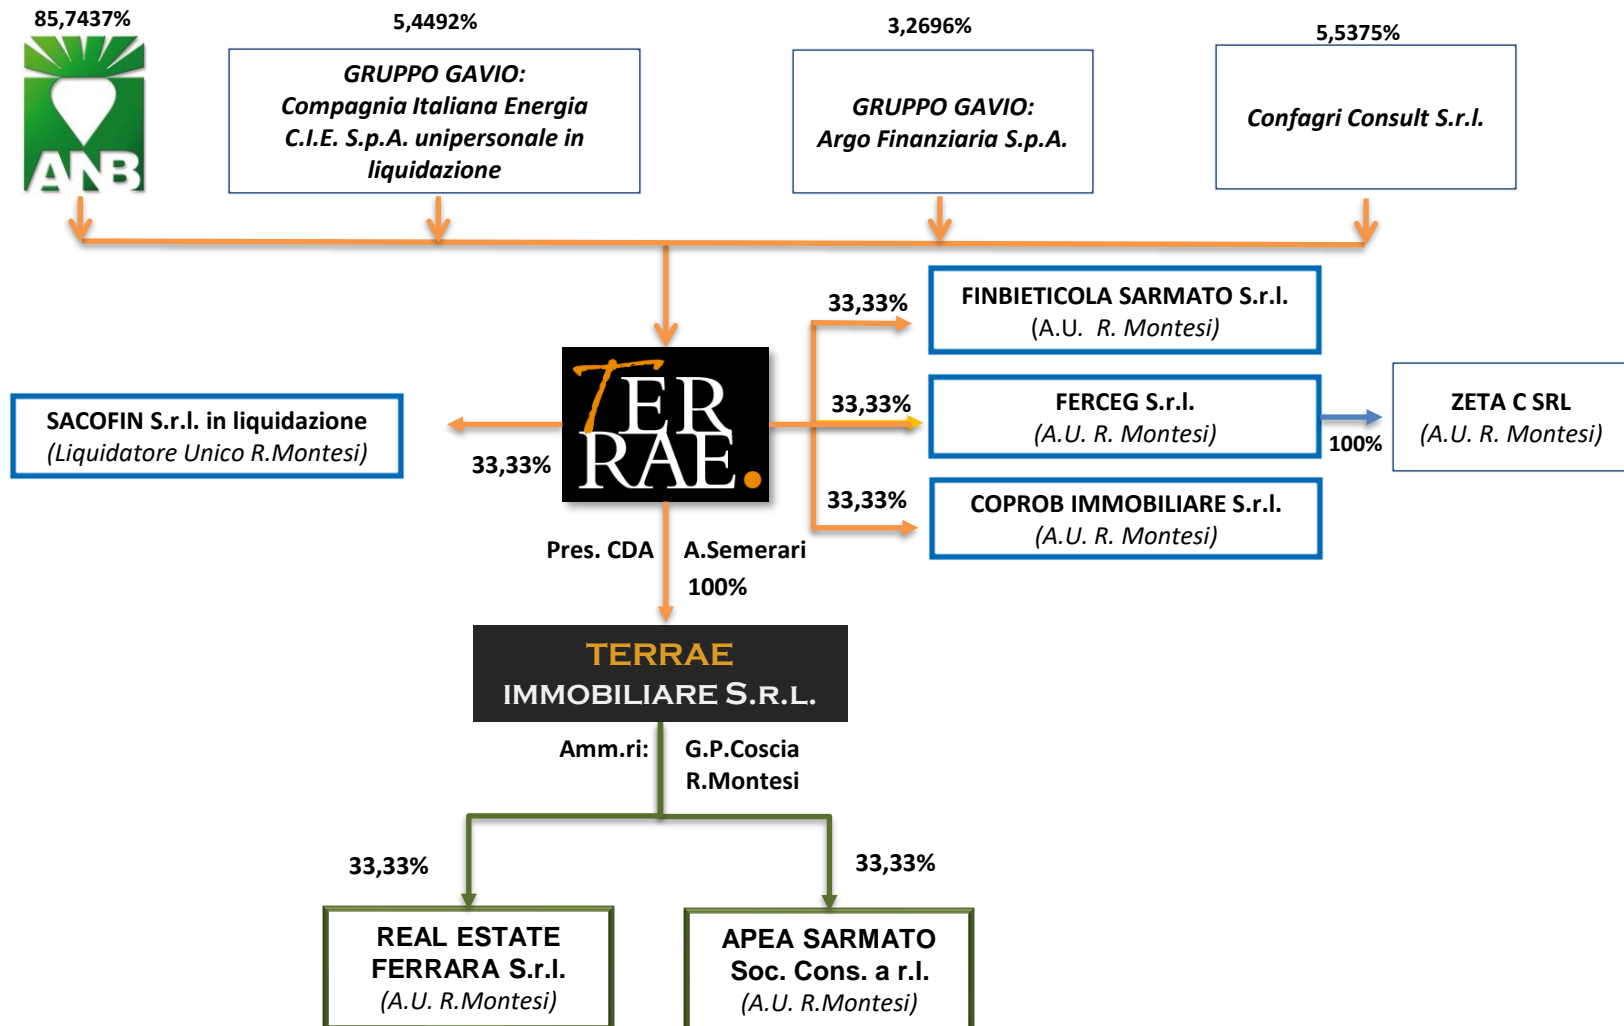 85,7437%
5,4492%
3,2696%
5,5375%
ANB
GRUPPO GAVIO:
Compagnia Italiana Energia
C.I.E. S.p.A. unipersonale in
liquidazione
GRUPPO GAVIO:
Argo Finanziaria S.p.A.
Confagri Consult S.r.l.
33,33%
FINBIETICOLA SARMATO S.r.l.
(A.U. R. Montesi)
SACOFIN S.r.l. in liquidazione
(Liquidatore Unico R.Montesi)
33,33%
TER
RAE.
33,33%
FERCEG S.r.l.
(A.U. R. Montesi)
100%
ZETA C SRL
(A.U. R. Montesi)
33,33%
COPROB IMMOBILIARE S.r.l.
(A.U. R. Montesi)
Pres. CDA A.Semerari
100%
TERRAE
IMMOBILIARE S.R.L.
Amm.ri: G.P.Coscia
R.Montesi
33,33%
33,33%
REAL ESTATE
FERRARA S.r.l.
(A.U. R.Montesi)
APEA SARMATO
Soc. Cons. a r.l.
(A.U. R.Montesi)